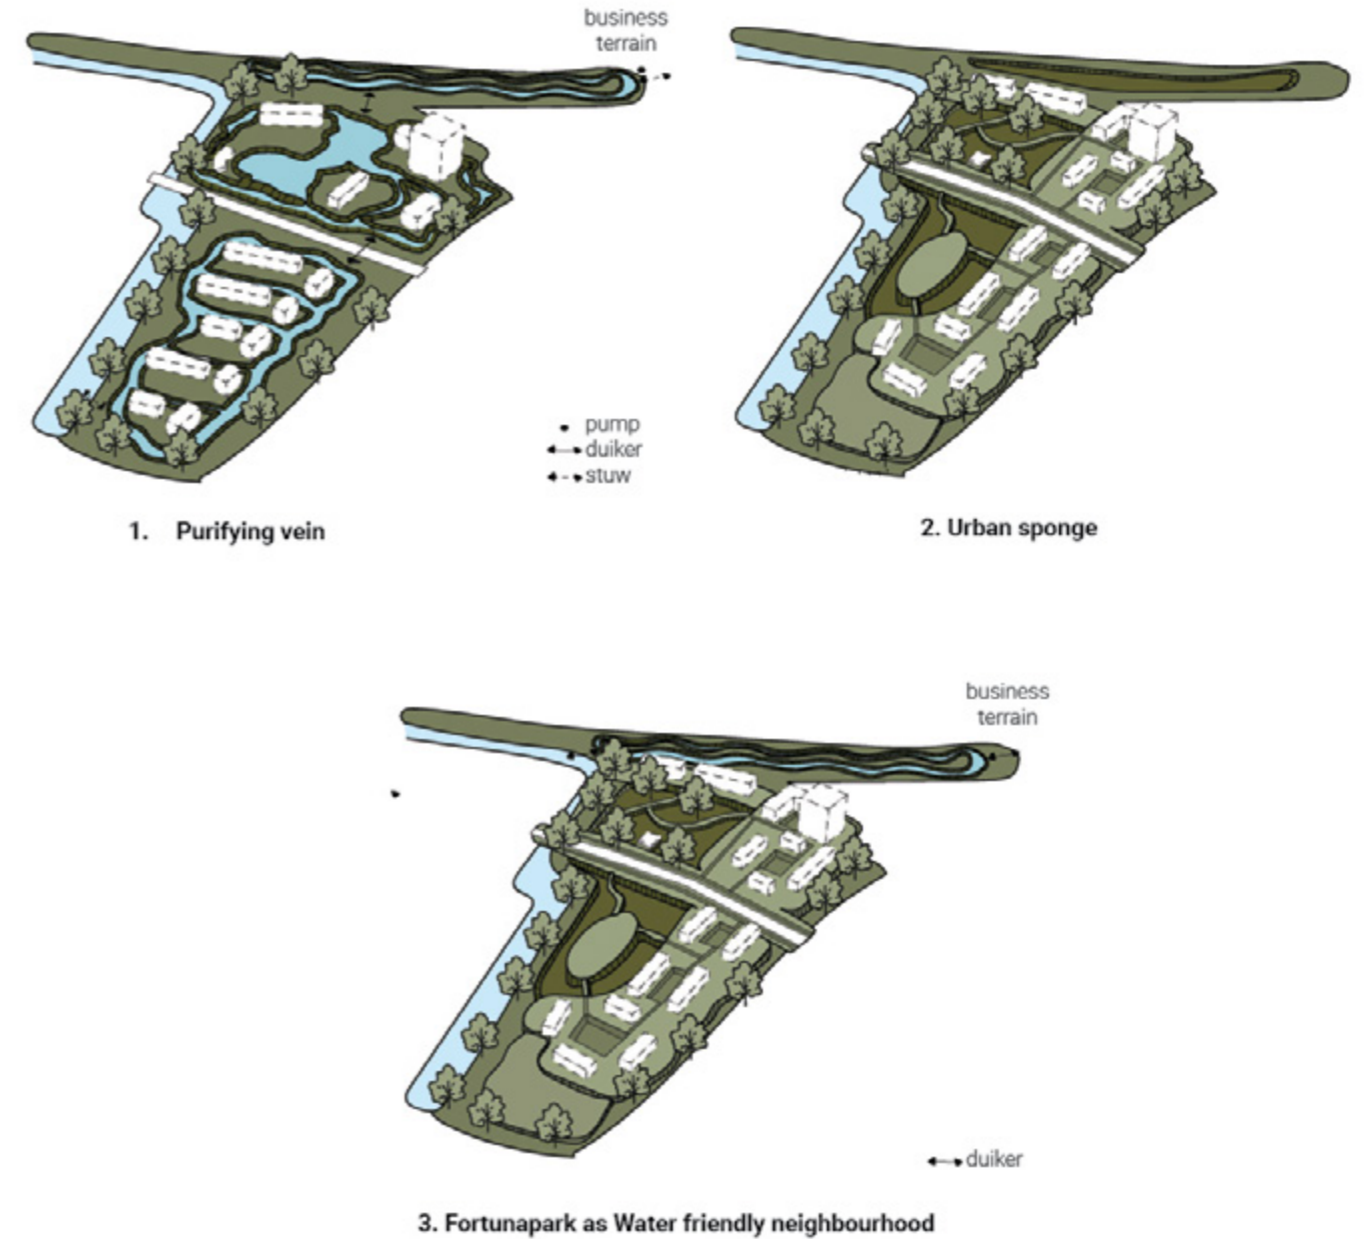 business
terrain
pump
duiker
stuw
1. Purifying vein
2. Urban sponge
business
terrain
duiker
3. Fortunapark as Water friendly neighbourhood